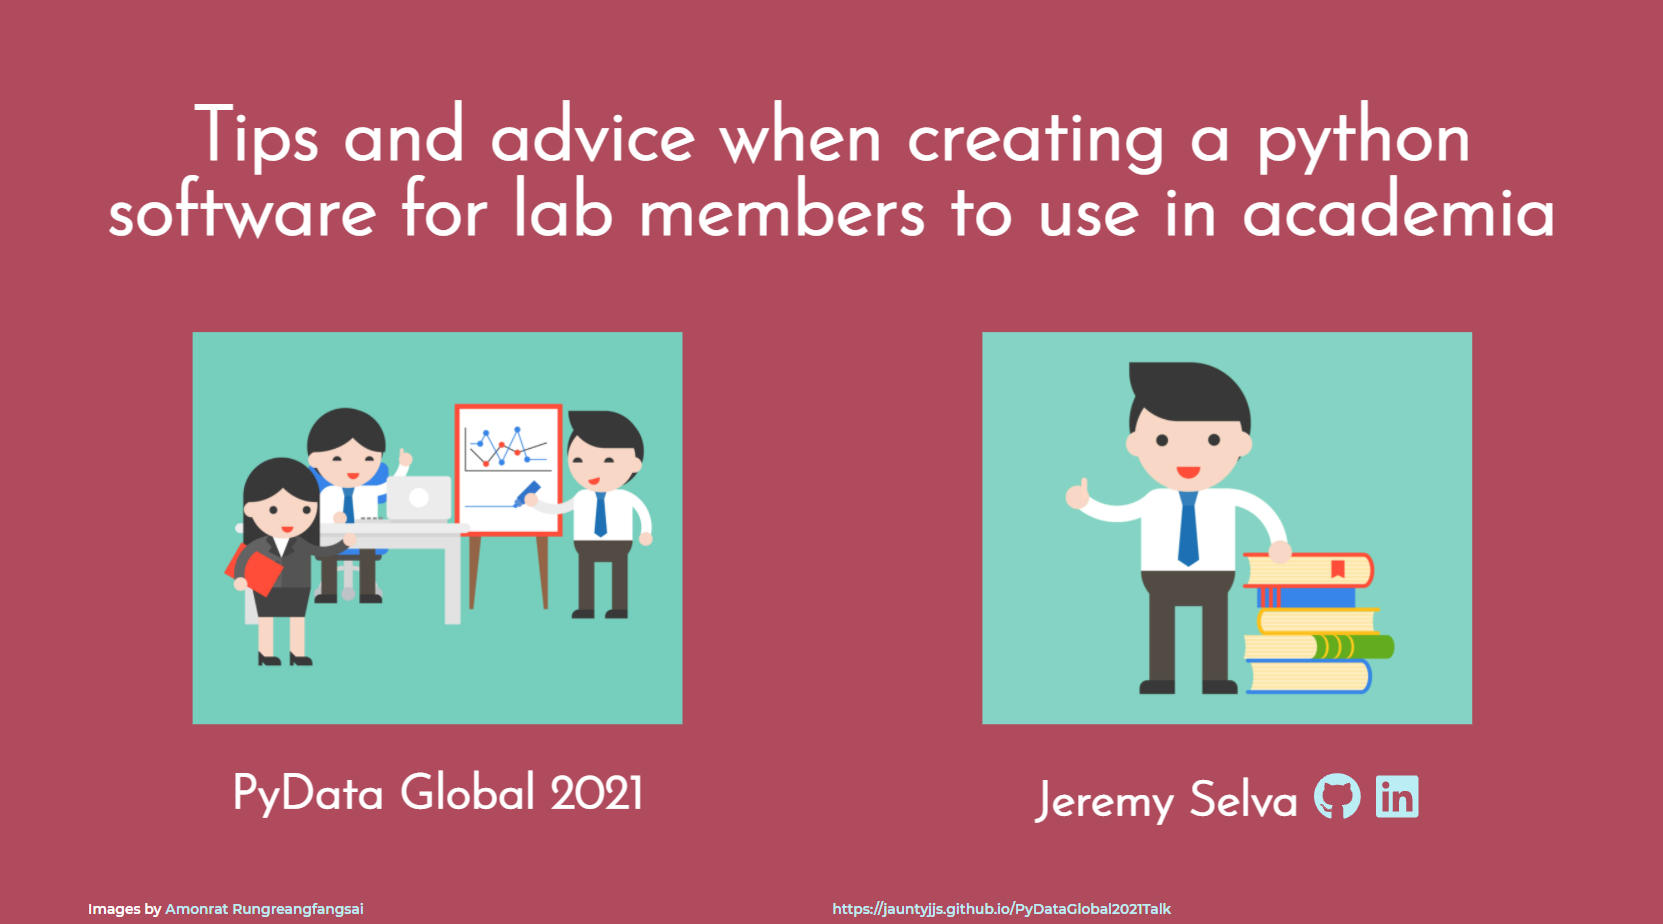 Tips and advice when creating a python
software for lab members to use in academia
PyData Global 2021
Jeremy Selva
in
Images by Amonrat Rungreangfangsai
https://jauntyjjs.github.io/PyDataGlobal2021Talk